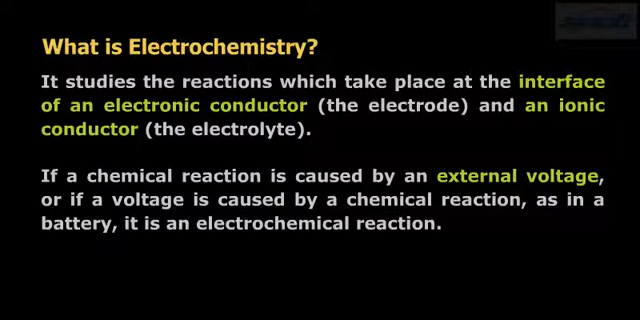 What is Electrochemistry?
It studies the reactions which take place at the interface
of an electronic conductor (the electrode) and an ionic
conductor (the electrolyte).
If a chemical reaction is caused by an external voltage,
or if a voltage is caused by a chemical reaction, as in a
battery, it is an electrochemical reaction.